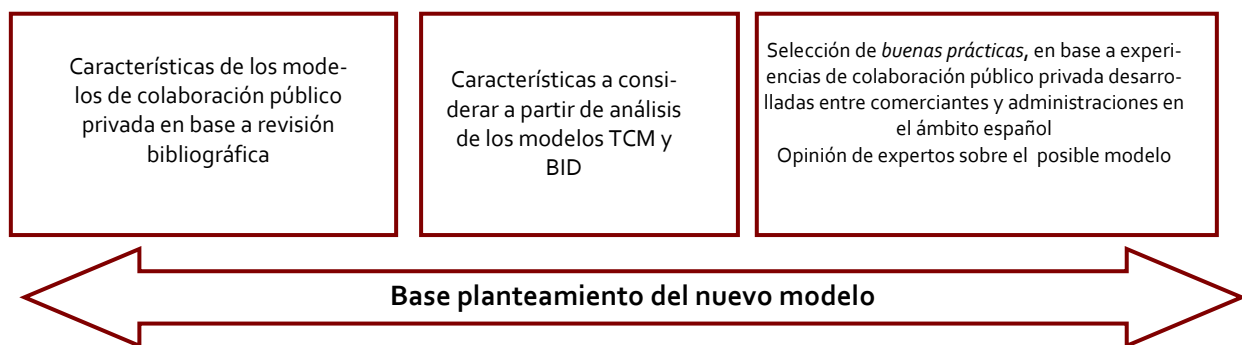 Características de los mode-
los de colaboración público
privada en base a revisión
bibliográfica
Características a consi-
derar a partir de análisis
de los modelos TCM y
BID
Selección de buenas prácticas, en base a experi-
encias de colaboración público privada desarro-
lladas entre comerciantes y administraciones en
el ámbito español
Opinión de expertos sobre el posible modelo
Base planteamiento del nuevo modelo